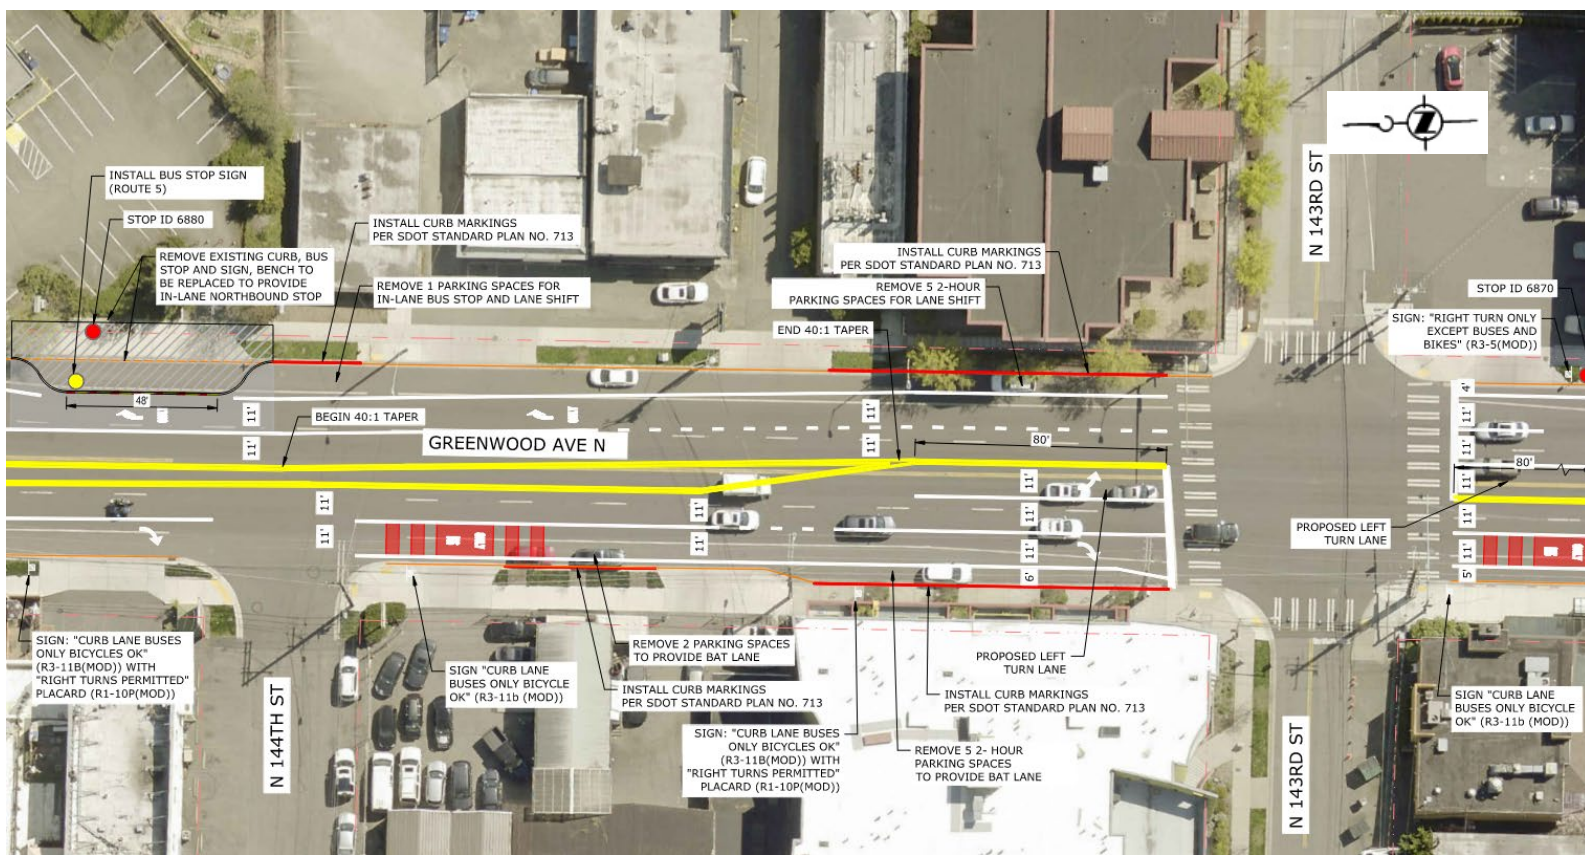 INSTALL BUS STOP SIGN
(ROUTE 5)
STOP ID 6880
REMOVE EXISTING CURB, BUS
STOP AND SIGN, BENCH TO
BE REPLACED TO PROVIDE
IN-LANE NORTHBOUND STOP
INSTALL CURB MARKINGS
PER SDOT STANDARD PLAN NO. 713
REMOVE 1 PARKING SPACES FOR
IN-LANE BUS STOP AND LANE SHIFT
INSTALL CURB MARKINGS
PER SDOT STANDARD PLAN NO. 713
REMOVE 5 2-HOUR
PARKING SPACES FOR LANE SHIFT
END 40:1 TAPER
N 143RD ST
Z
STOP ID 6870
SIGN: "RIGHT TURN ONLY
EXCEPT BUSES AND
BIKES" (R3-5(MOD))
48'
11'
11'
BEGIN 40:1 TAPER
GREENWOOD AVE N
11'
11'
80'
4'
11'
11'
11'
11'
5'
80'
11'
11'
11'
11'
11'
11'
6'
PROPOSED LEFT
TURN LANE
SIGN: "CURB LANE BUSES
ONLY BICYCLES OK"
(R3-11B(MOD)) WITH
"RIGHT TURNS PERMITTED"
PLACARD (R1-10P(MOD))
N 144TH ST
SIGN "CURB LANE
BUSES ONLY BICYCLE
OK" (R3-11b (MOD))
REMOVE 2 PARKING SPACES
TO PROVIDE BAT LANE
INSTALL CURB MARKINGS
PER SDOT STANDARD PLAN NO. 713
SIGN: "CURB LANE BUSES
ONLY BICYCLES OK"
(R3-11B(MOD)) WITH
"RIGHT TURNS PERMITTED"
PLACARD (R1-10P(MOD))
PROPOSED LEFT
TURN LANE
INSTALL CURB MARKINGS
PER SDOT STANDARD PLAN NO. 713
REMOVE 5 2- HOUR
PARKING SPACES
TO PROVIDE BAT LANE
N 143RD ST
SIGN "CURB LANE
BUSES ONLY BICYCLE
OK" (R3-11b (MOD))